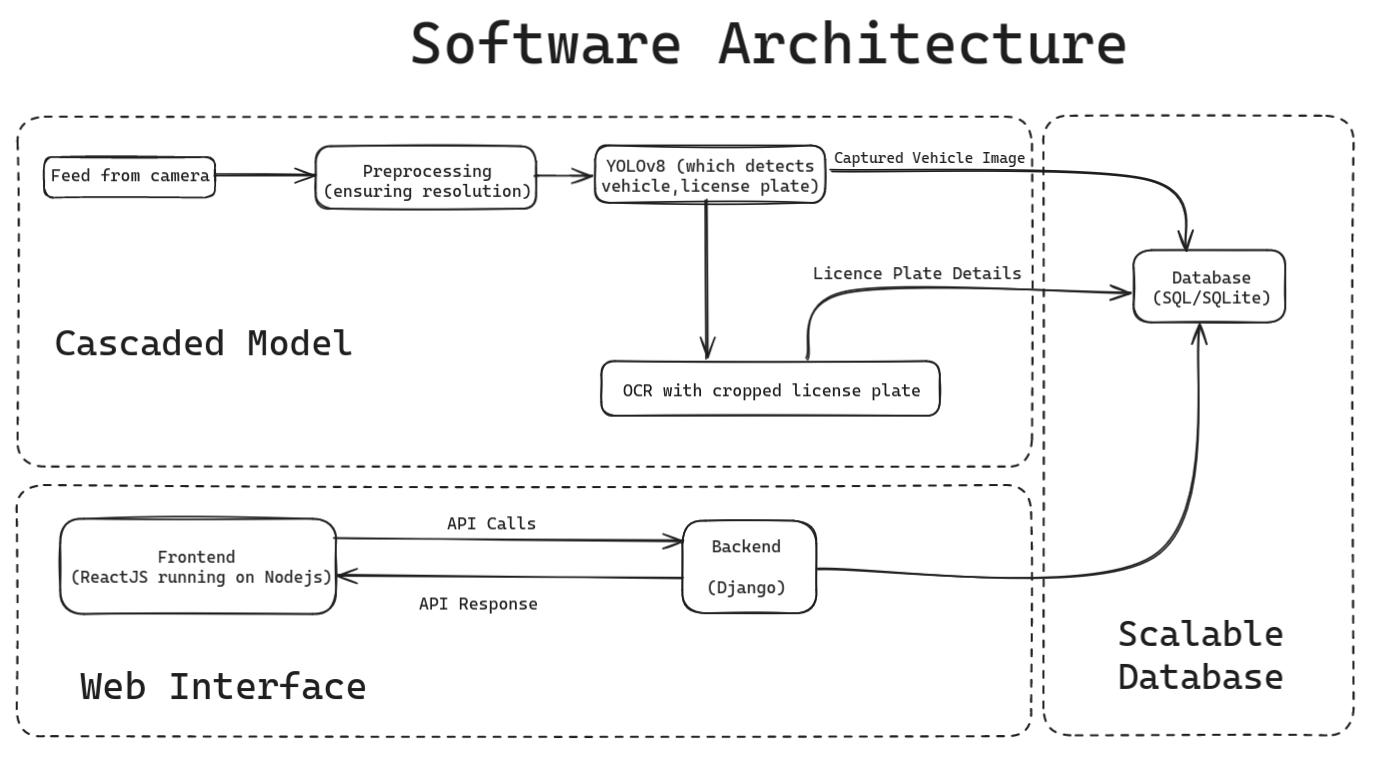 Software Architecture
Feed from camera
Preprocessing
(ensuring resolution)
YOLOv8 (which detects
vehicle,license plate)
Captured Vehicle Image
Licence Plate Details
Database
(SQL/SQLite)
Cascaded Model
OCR with cropped license plate
API Calls
Frontend
(ReactJS running on Nodejs)
Backend
(Django)
API Response
Web Interface
Scalable
Database